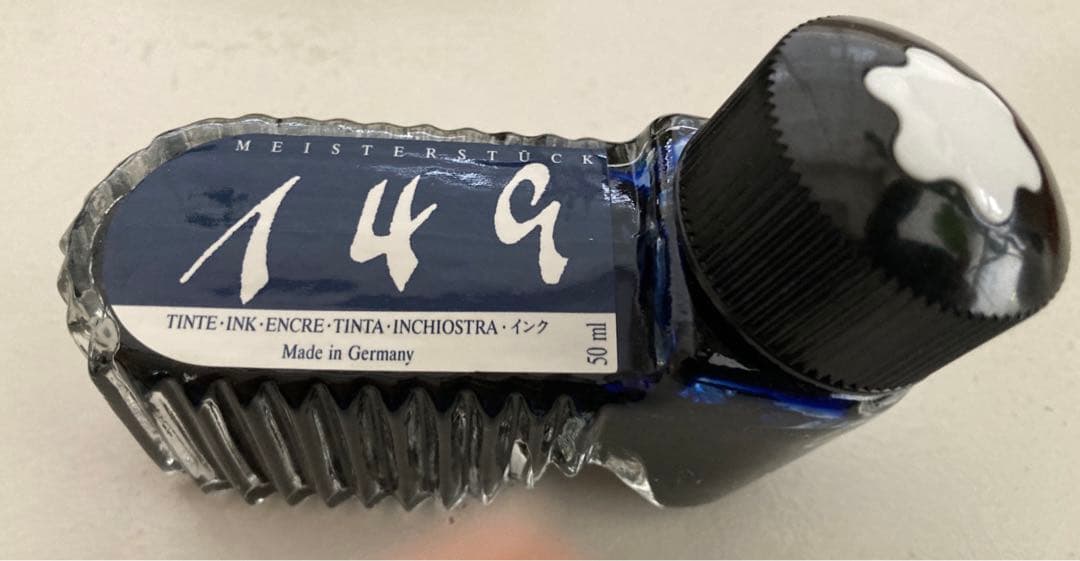 MEISTERSTÜCK
149
TINTE·INK·ENCRE·TINTA·INCHIOSTRA·インク
Made in Germany
50 ml